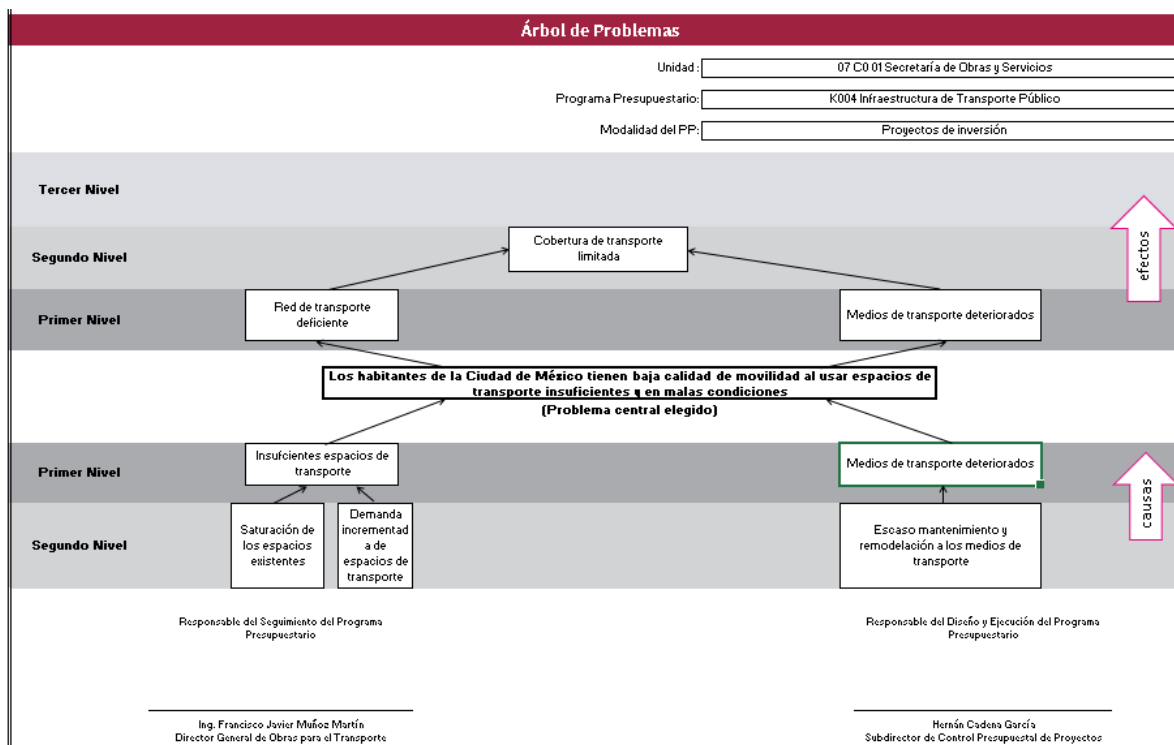 Árbol de Problemas
Unidad:
07 C0 01 Secretaría de Obras y Servicios
Programa Presupuestario:
K004 Infraestructura de Transporte Público
Modalidad del PP:
Proyectos de inversión
Tercer Nivel
efectos
Segundo Nivel
Cobertura de transporte
limitada
Primer Nivel
Red de transporte
deficiente
Medios de transporte deteriorados
Los habitantes de la Ciudad de México tienen baja calidad de movilidad al usar espacios de
transporte insuficientes y en malas condiciones
(Problema central elegido)
Primer Nivel
Insufcientes espacios de
transporte
Medios de transporte deteriorados
causas
Segundo Nivel
Saturación de
los espacios
existentes
Demanda
incrementad
a de
espacios de
transporte
Escaso mantenimiento y
remodelación a los medios de
transporte
Responsable del Seguimiento del Programa
Presupuestario
Responsable del Diseño y Ejecución del Programa
Presupuestario
Ing. Francisco Javier Muñoz Martín
Director General de Obras para el Transporte
Hernán Cadena García
Subdirector de Control Presupuestal de Proyectos